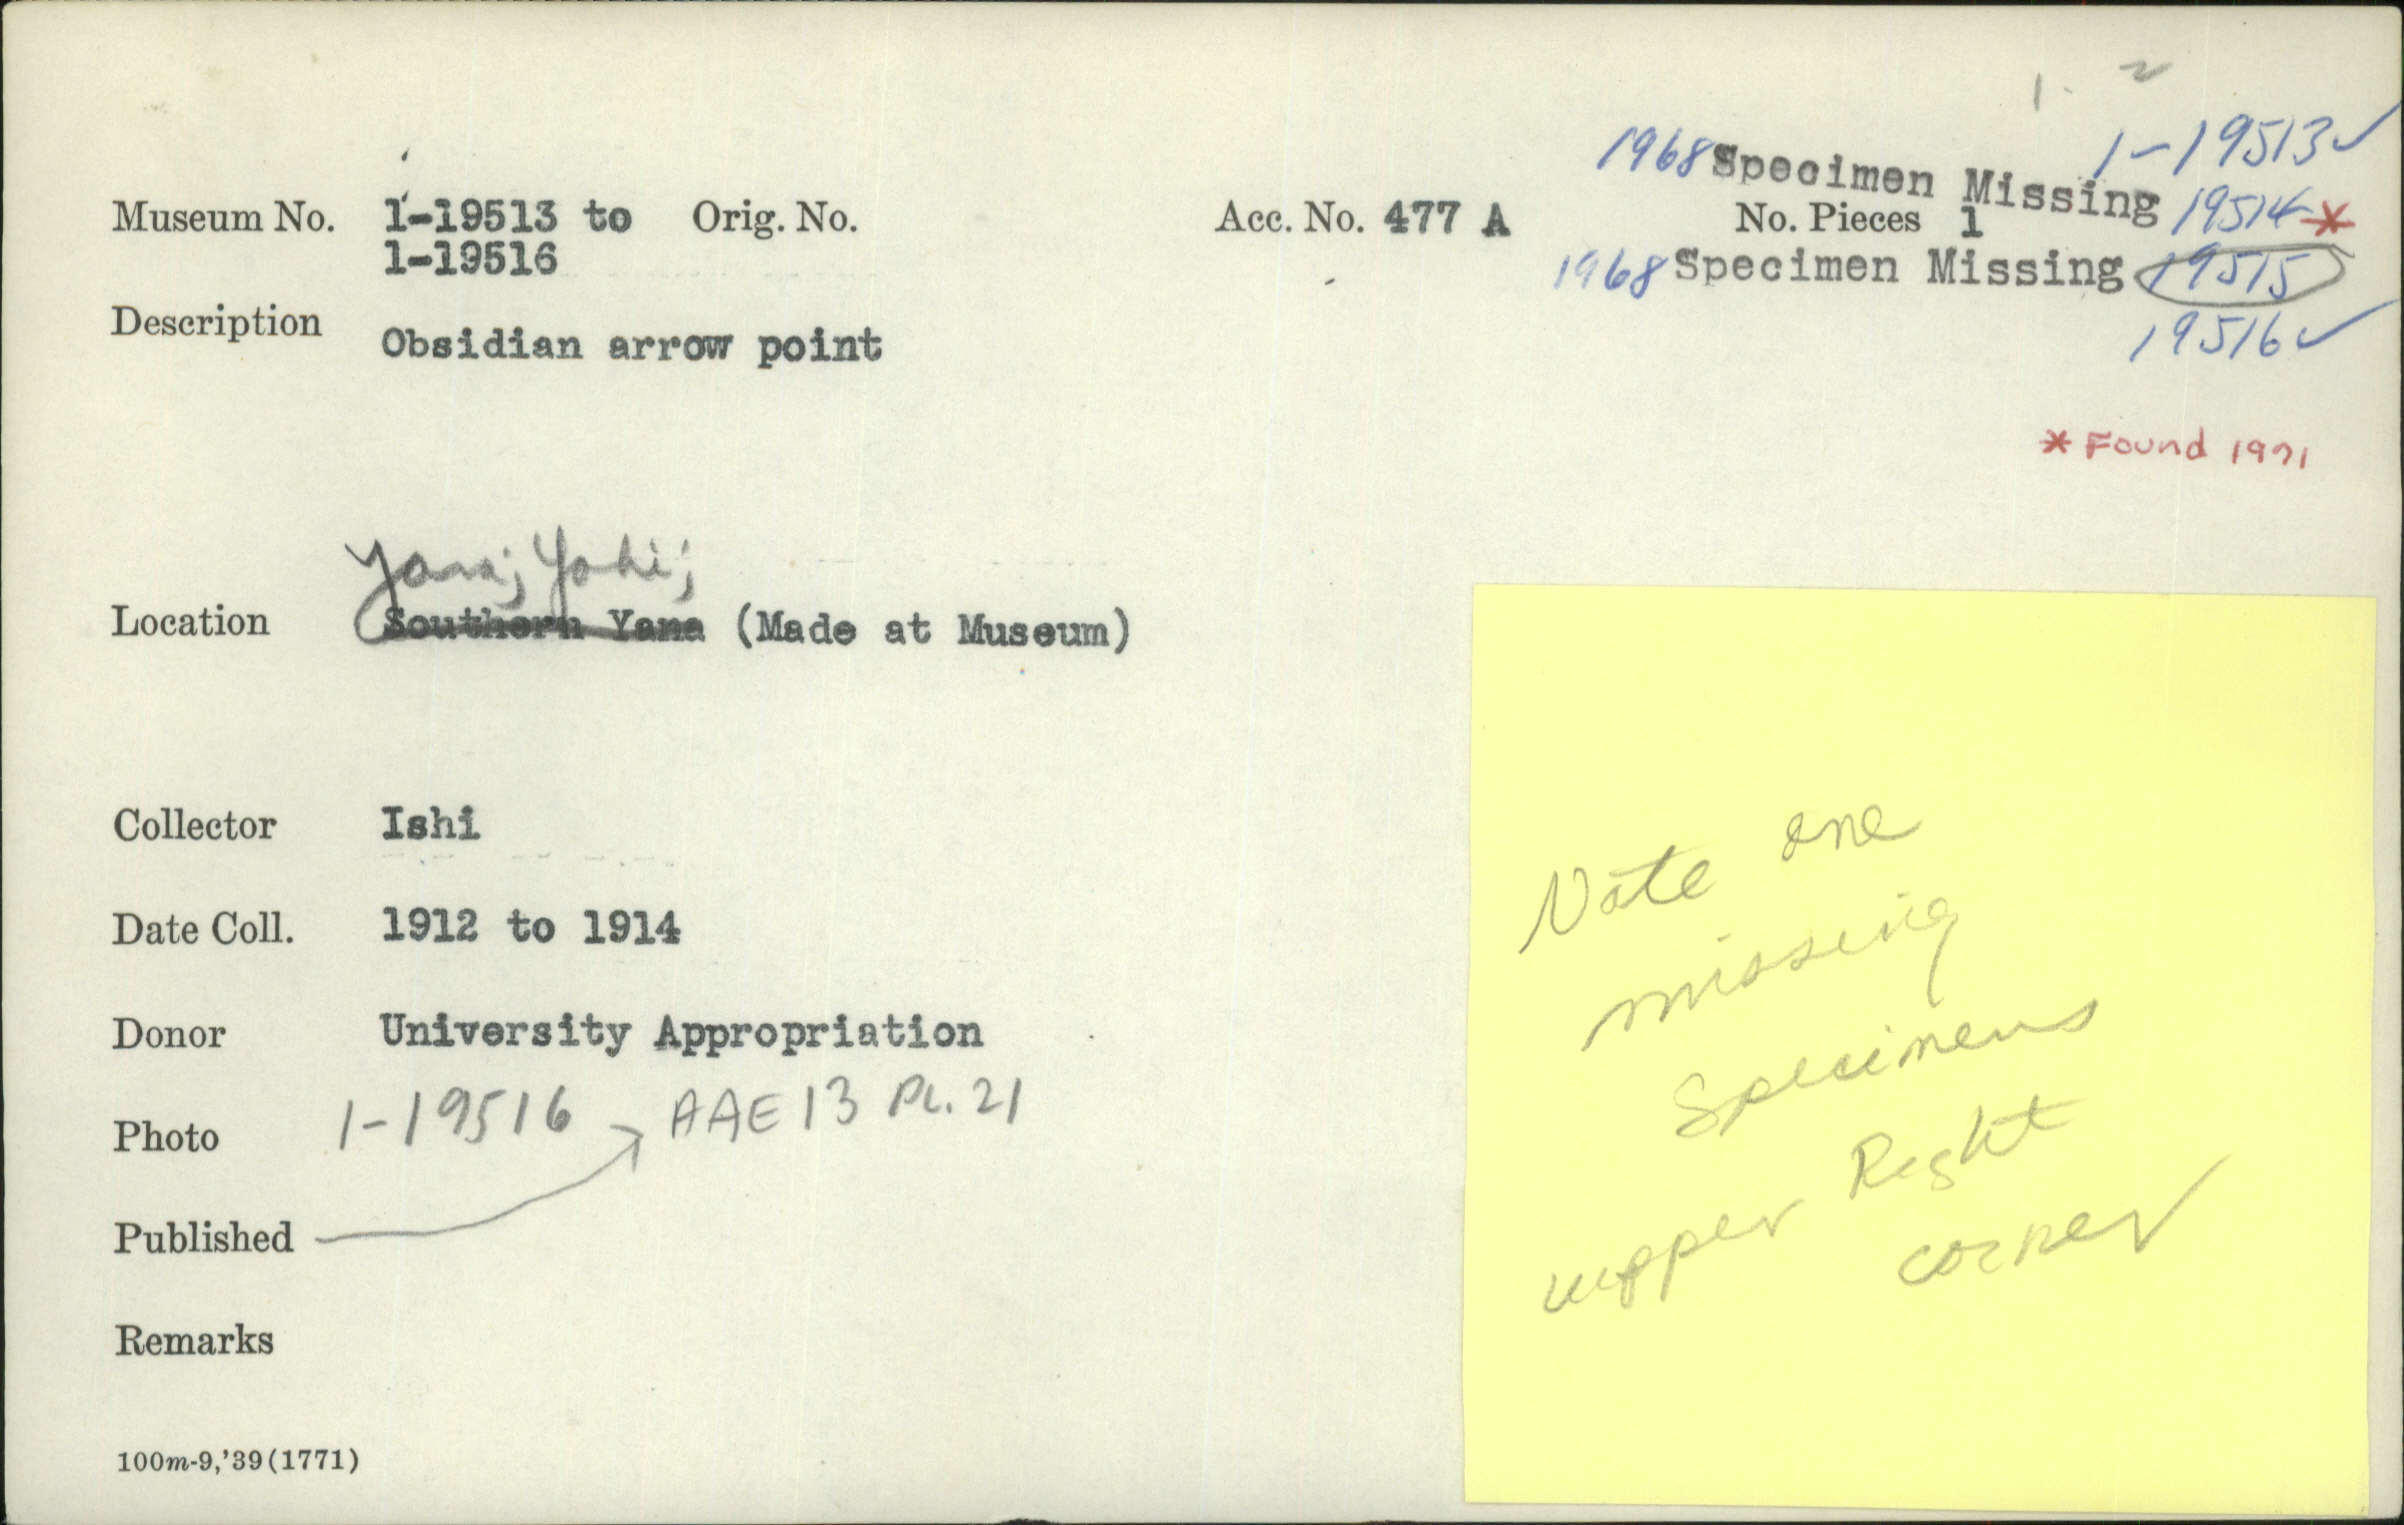 1. 2
1968 Specimen Missing 1-19513 ✓
Museum No. 1-19513 to Orig. No. Acc. No. 477 A No. Pieces 1 19514 *
1-19516
1968 Specimen Missing 19515
19516 ✓
Description Obsidian arrow point
* Found 1971
Yana; Yahi;
Location Southern Yana (Made at Museum)
Collector Ishi
Date Coll. 1912 to 1914
Donor University Appropriation
Photo 1-19516 → AAE 13 PL. 21
Published
Remarks
100m-9,'39(1771)
Note one
missing
specimens
upper Right
corner